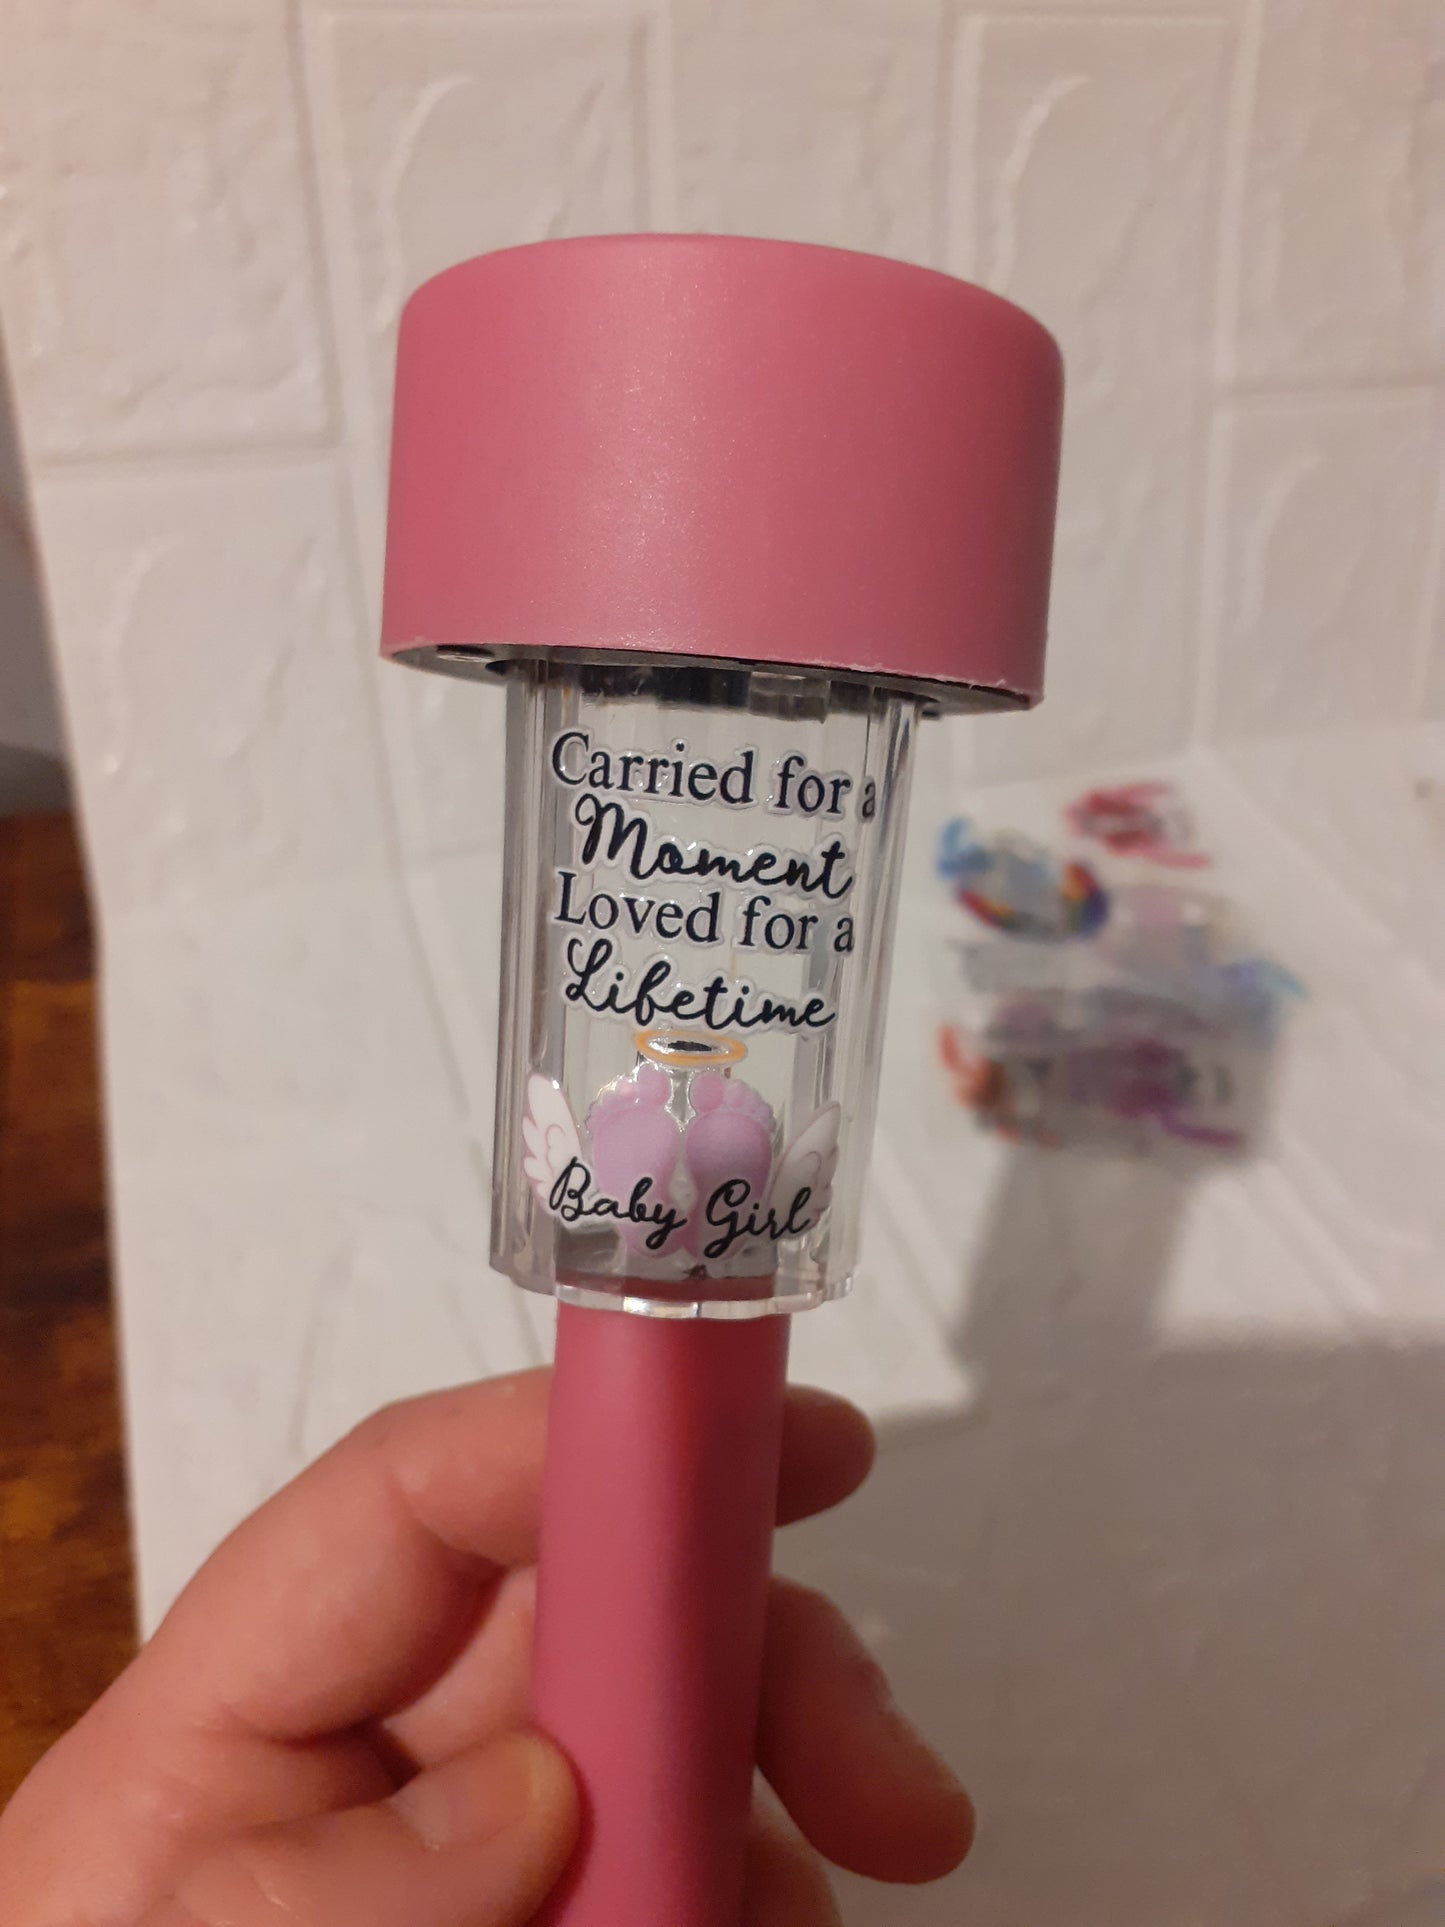 Carried for a
Moment
Loved for a
Lifetime
Baby Girl